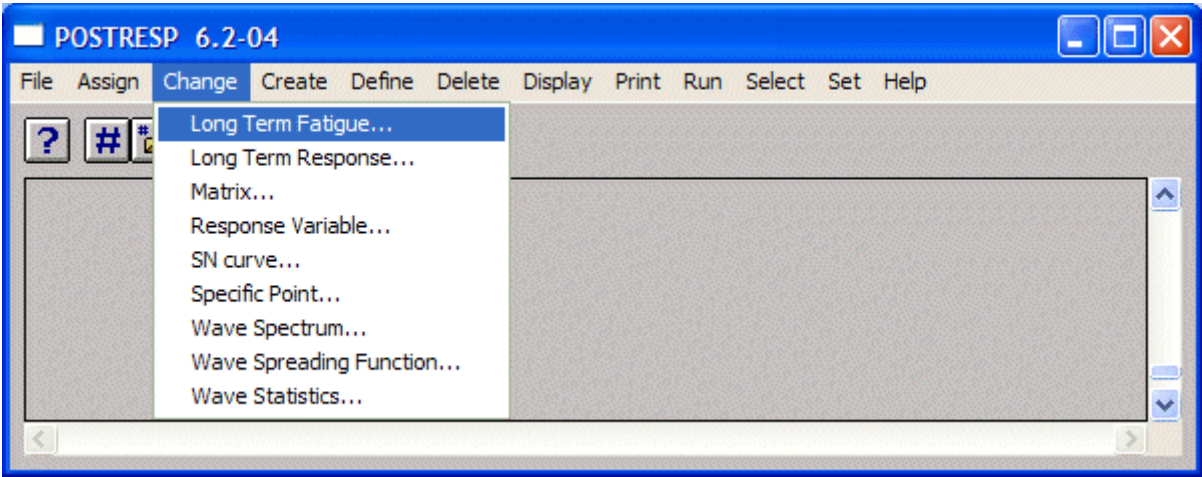 POSTRESP 6.2-04
File Assign Change Create Define Delete Display Print Run Select Set Help
? # #
Long Term Fatigue...
Long Term Response...
Matrix...
Response Variable...
SN curve...
Specific Point...
Wave Spectrum...
Wave Spreading Function...
Wave Statistics...